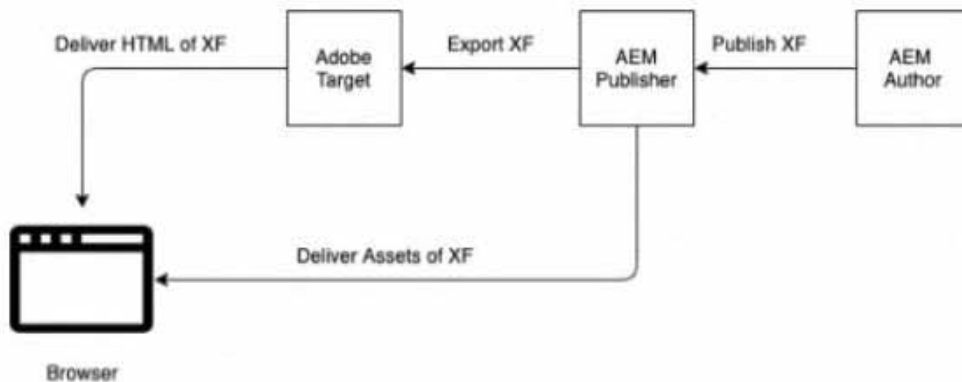 Deliver HTML of XF
Adobe
Target
Export XF
AEM
Publisher
Publish XF
AEM
Author
Deliver Assets of XF
Browser